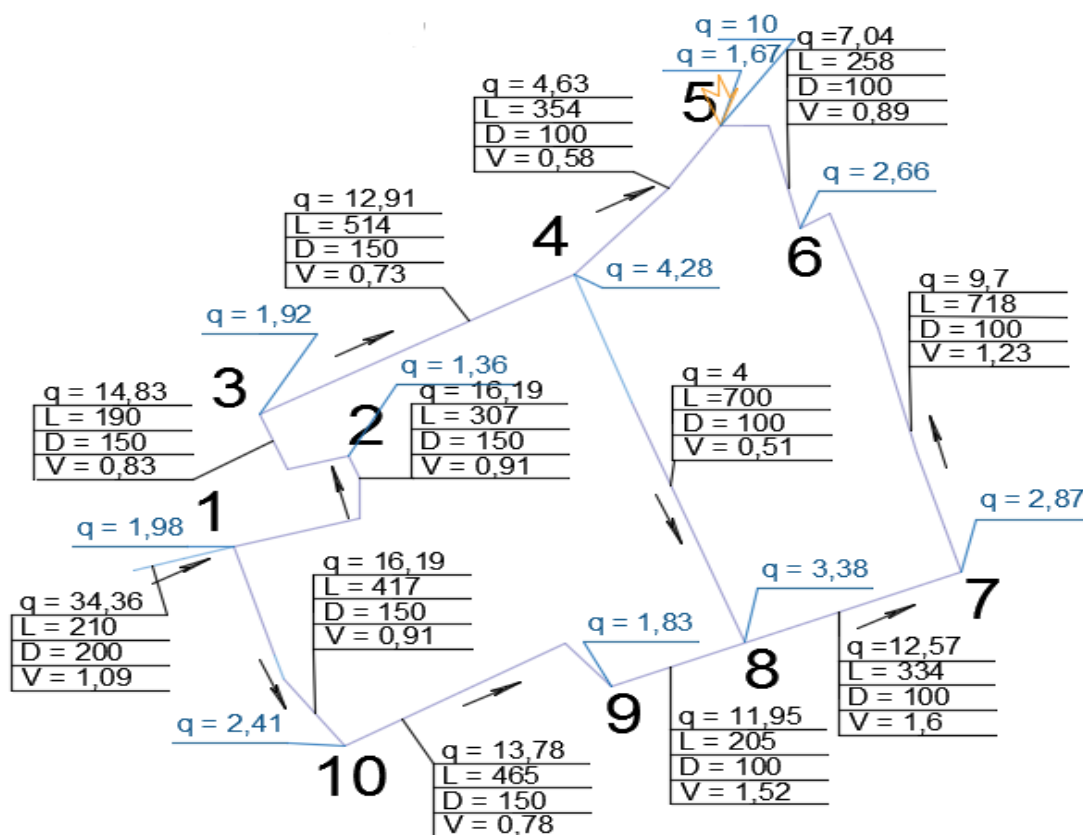 q = 10
q = 1,67
5
q =7,04
L = 258
D =100
V = 0,89
q = 4,63
L = 354
D = 100
V = 0,58
q = 2,66
6
q = 12,91
L = 514
D = 150
V = 0,73
4
q = 4,28
q = 9,7
L = 718
D = 100
V = 1,23
q = 1,92
3
q = 1,36
2
q = 14,83
L = 190
D = 150
V = 0,83
q = 16,19
L = 307
D = 150
V = 0,91
q = 4
L =700
D = 100
V = 0,51
1
q = 1,98
q = 2,87
7
q = 34,36
L = 210
D = 200
V = 1,09
q = 16,19
L = 417
D = 150
V = 0,91
q = 3,38
8
q = 1,83
9
q =12,57
L = 334
D = 100
V = 1,6
q = 2,41
10
q = 13,78
L = 465
D = 150
V = 0,78
q = 11,95
L = 205
D = 100
V = 1,52